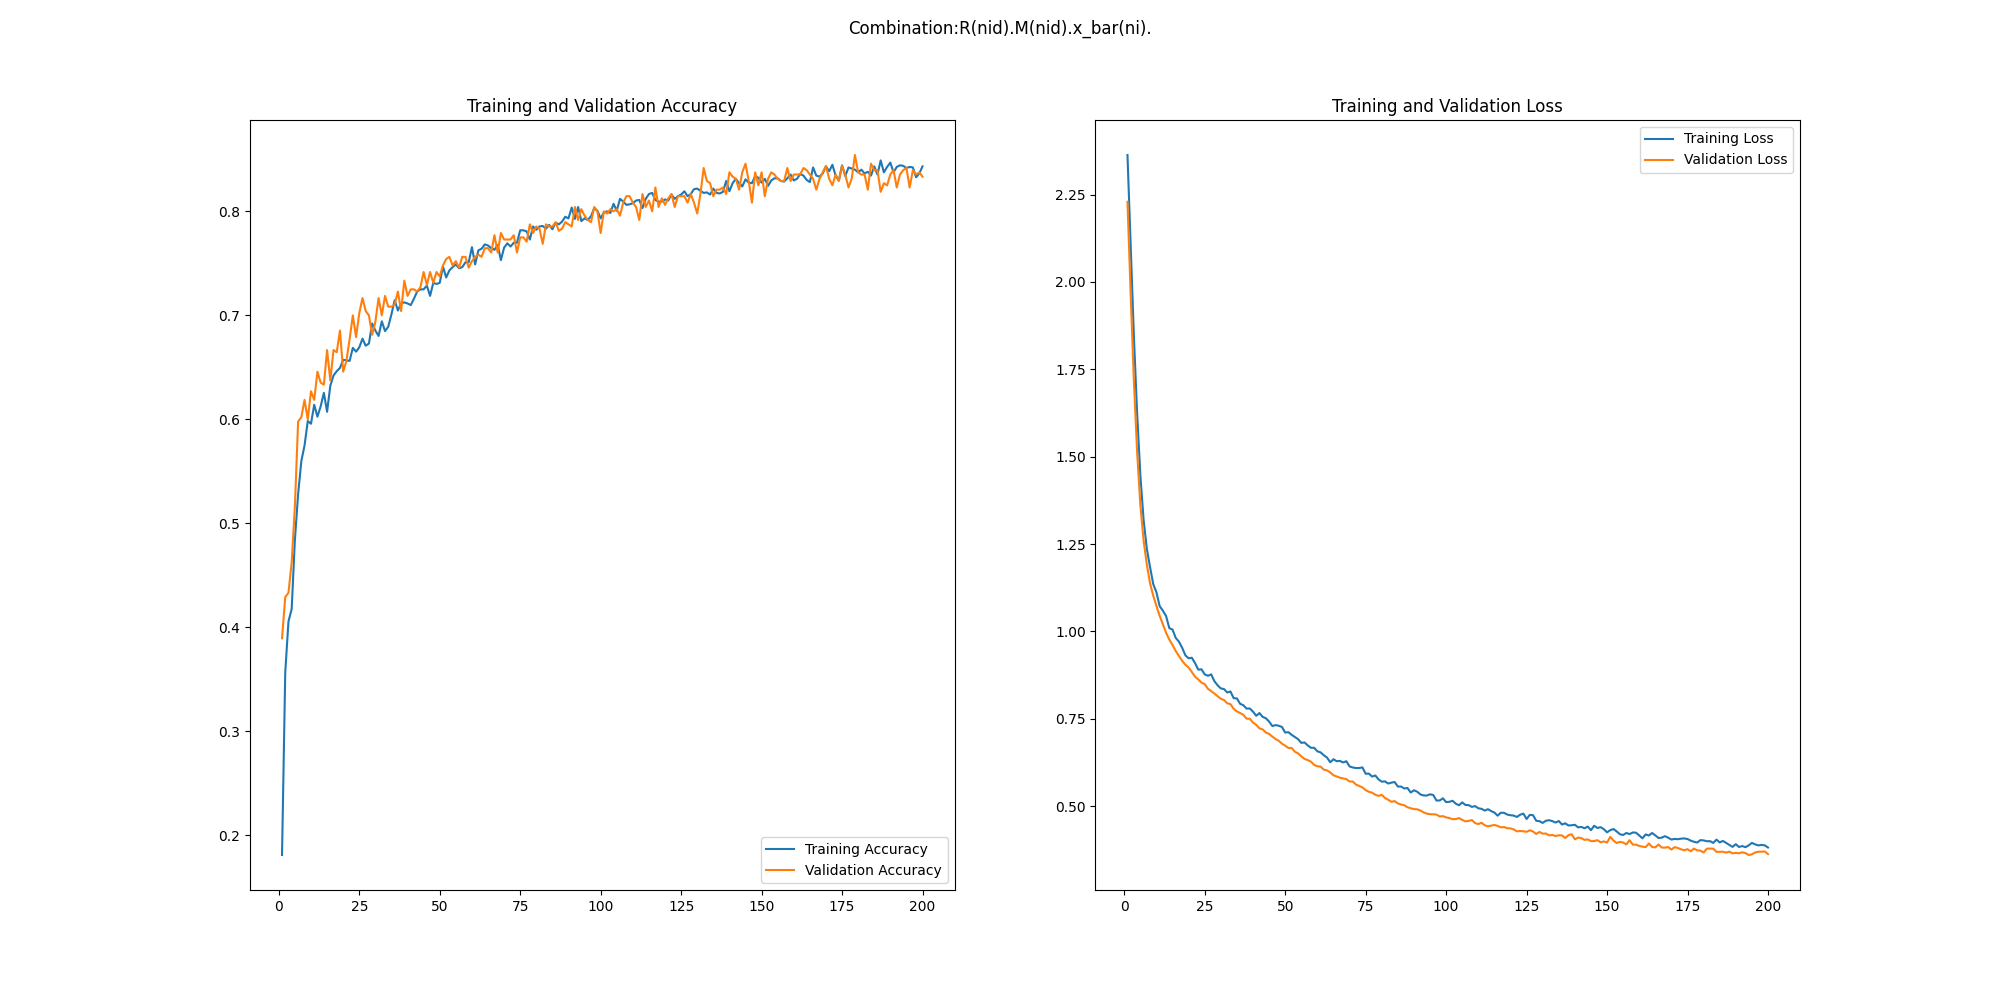 Combination:R(nid).M(nid).x_bar(ni).
Training and Validation Accuracy
0.8
0.7
0.6
0.5
0.4
0.3
0.2
0 25 50 75 100 125 150 175 200
Training Accuracy
Validation Accuracy
Training and Validation Loss
2.25
2.00
1.75
1.50
1.25
1.00
0.75
0.50
0 25 50 75 100 125 150 175 200
Training Loss
Validation Loss